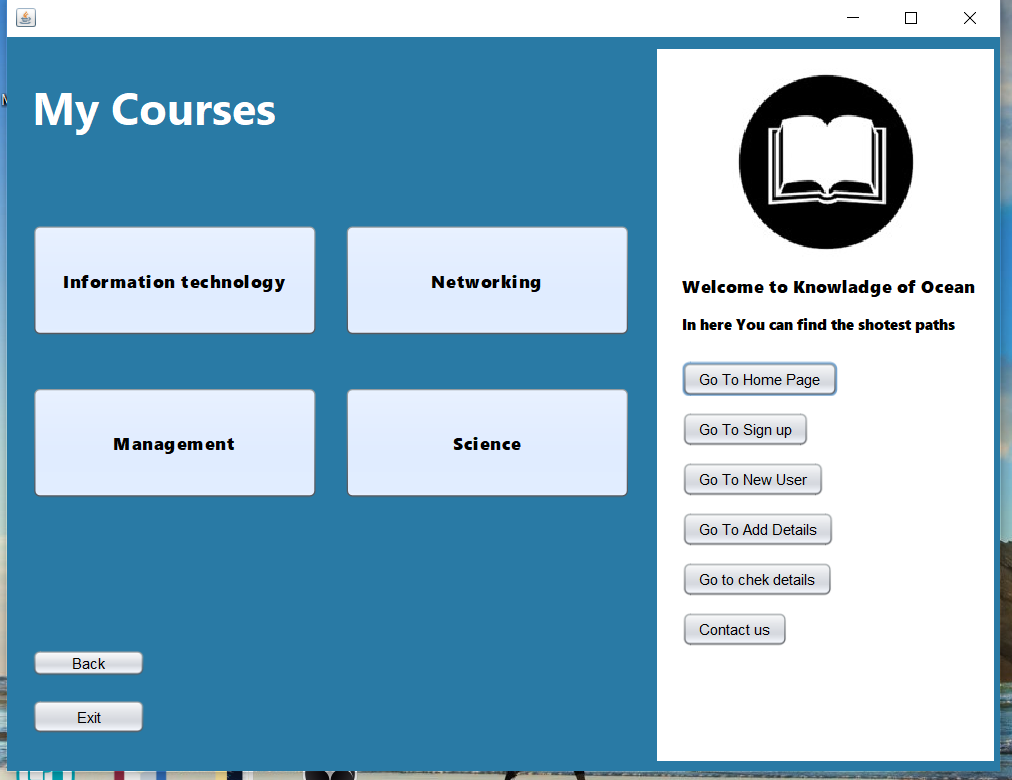 My Courses
Information technology
Networking
Management
Science
Back
Exit
Welcome to Knowladge of Ocean
In here You can find the shotest paths
Go To Home Page
Go To Sign up
Go To New User
Go To Add Details
Go to chek details
Contact us